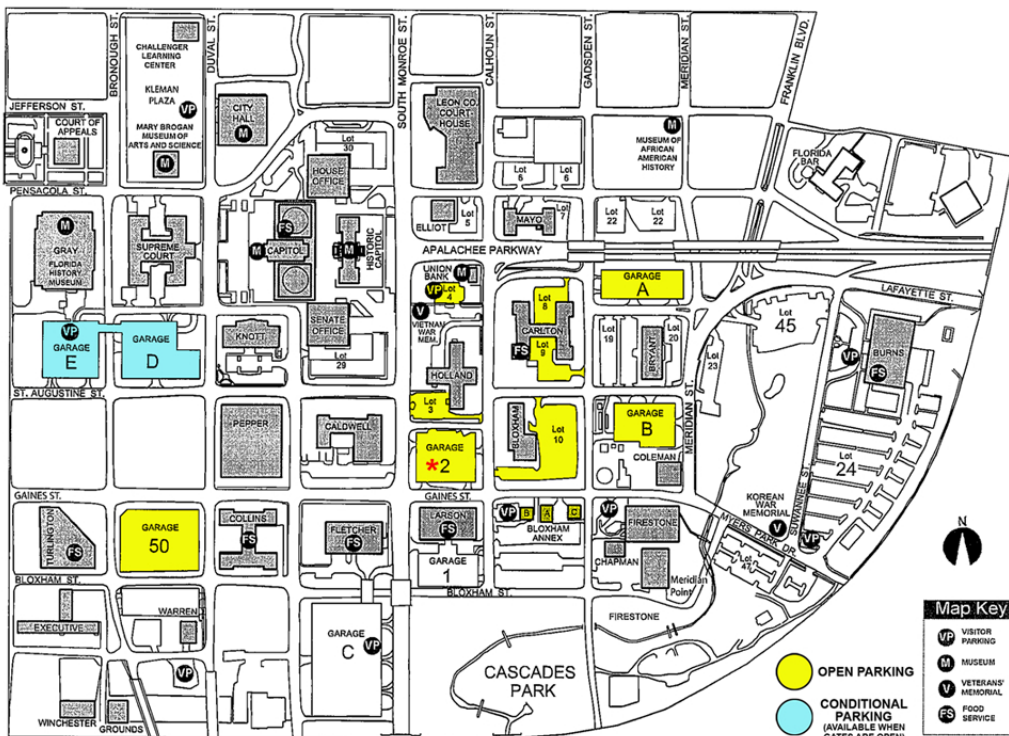 BRONOUGH ST.
DUVAL ST.
SOUTH MONROE ST.
CALHOUN ST.
GADSDEN ST.
MERIDIAN ST.
FRANKLIN BLVD.
CHALLENGER
LEARNING
CENTER
KLEMAN
PLAZA
VP
JEFFERSON ST.
COURT OF
APPEALS
MARY BROGAN
MUSEUM OF
ARTS AND SCIENCE
M
CITY
HALL
M
LEON CO.
COURT-
HOUSE
Lot
30
HOUSE
OFFICE
M
MUSEUM OF
AFRICAN
AMERICAN
HISTORY
FLORIDA
BAR
PENSACOLA ST.
Lot
6
Lot
6
M
GRAY
FLORIDA
HISTORY
MUSEUM
SUPREME
COURT
FS
M
CAPITOL
M
HISTORIC
CAPITOL
ELLIOT
Lot
5
MAYO
Lot
7
Lot
22
Lot
22
APALACHEE PARKWAY
UNION
BANK
M
VP
Lot
4
V
VIETNAM
WAR
MEM.
GARAGE
A
LAFAYETTE ST.
VP
GARAGE
E
GARAGE
D
KNOTT
SENATE
OFFICE
Lot
29
HOLLAND
Lot
8
CARLTON
FS
Lot
9
Lot
19
BRYANT
Lot
20
Lot
23
Lot
45
VP
BURNS
FS
ST. AUGUSTINE ST.
PEPPER
CALDWELL
Lot
3
GARAGE
*2
BLOXHAM
Lot
10
GARAGE
B
COLEMAN
MERIDIAN ST.
Lot
24
GAINES ST.
GAINES ST.
TURLINGTON
FS
GARAGE
50
COLLINS
FS
FLETCHER
FS
LARSON
FS
GARAGE
1
VP
B
A
C
BLOXHAM
ANNEX
VP
FIRESTONE
CHAPMAN
Meridian
Point
KOREAN
WAR
MEMORIAL
V
SUWANNEE ST.
VP
MYERS PARK DR.
Lot
BLOXHAM ST.
BLOXHAM ST.
EXECUTIVE
WARREN
VP
GARAGE
C
VP
FIRESTONE
CASCADES
PARK
WINCHESTER
GROUNDS
N
OPEN PARKING
CONDITIONAL
PARKING
(AVAILABLE WHEN
GATES ARE OPEN)
Map Key
VP VISITOR
PARKING
M MUSEUM
V VETERANS'
MEMORIAL
FS FOOD
SERVICE